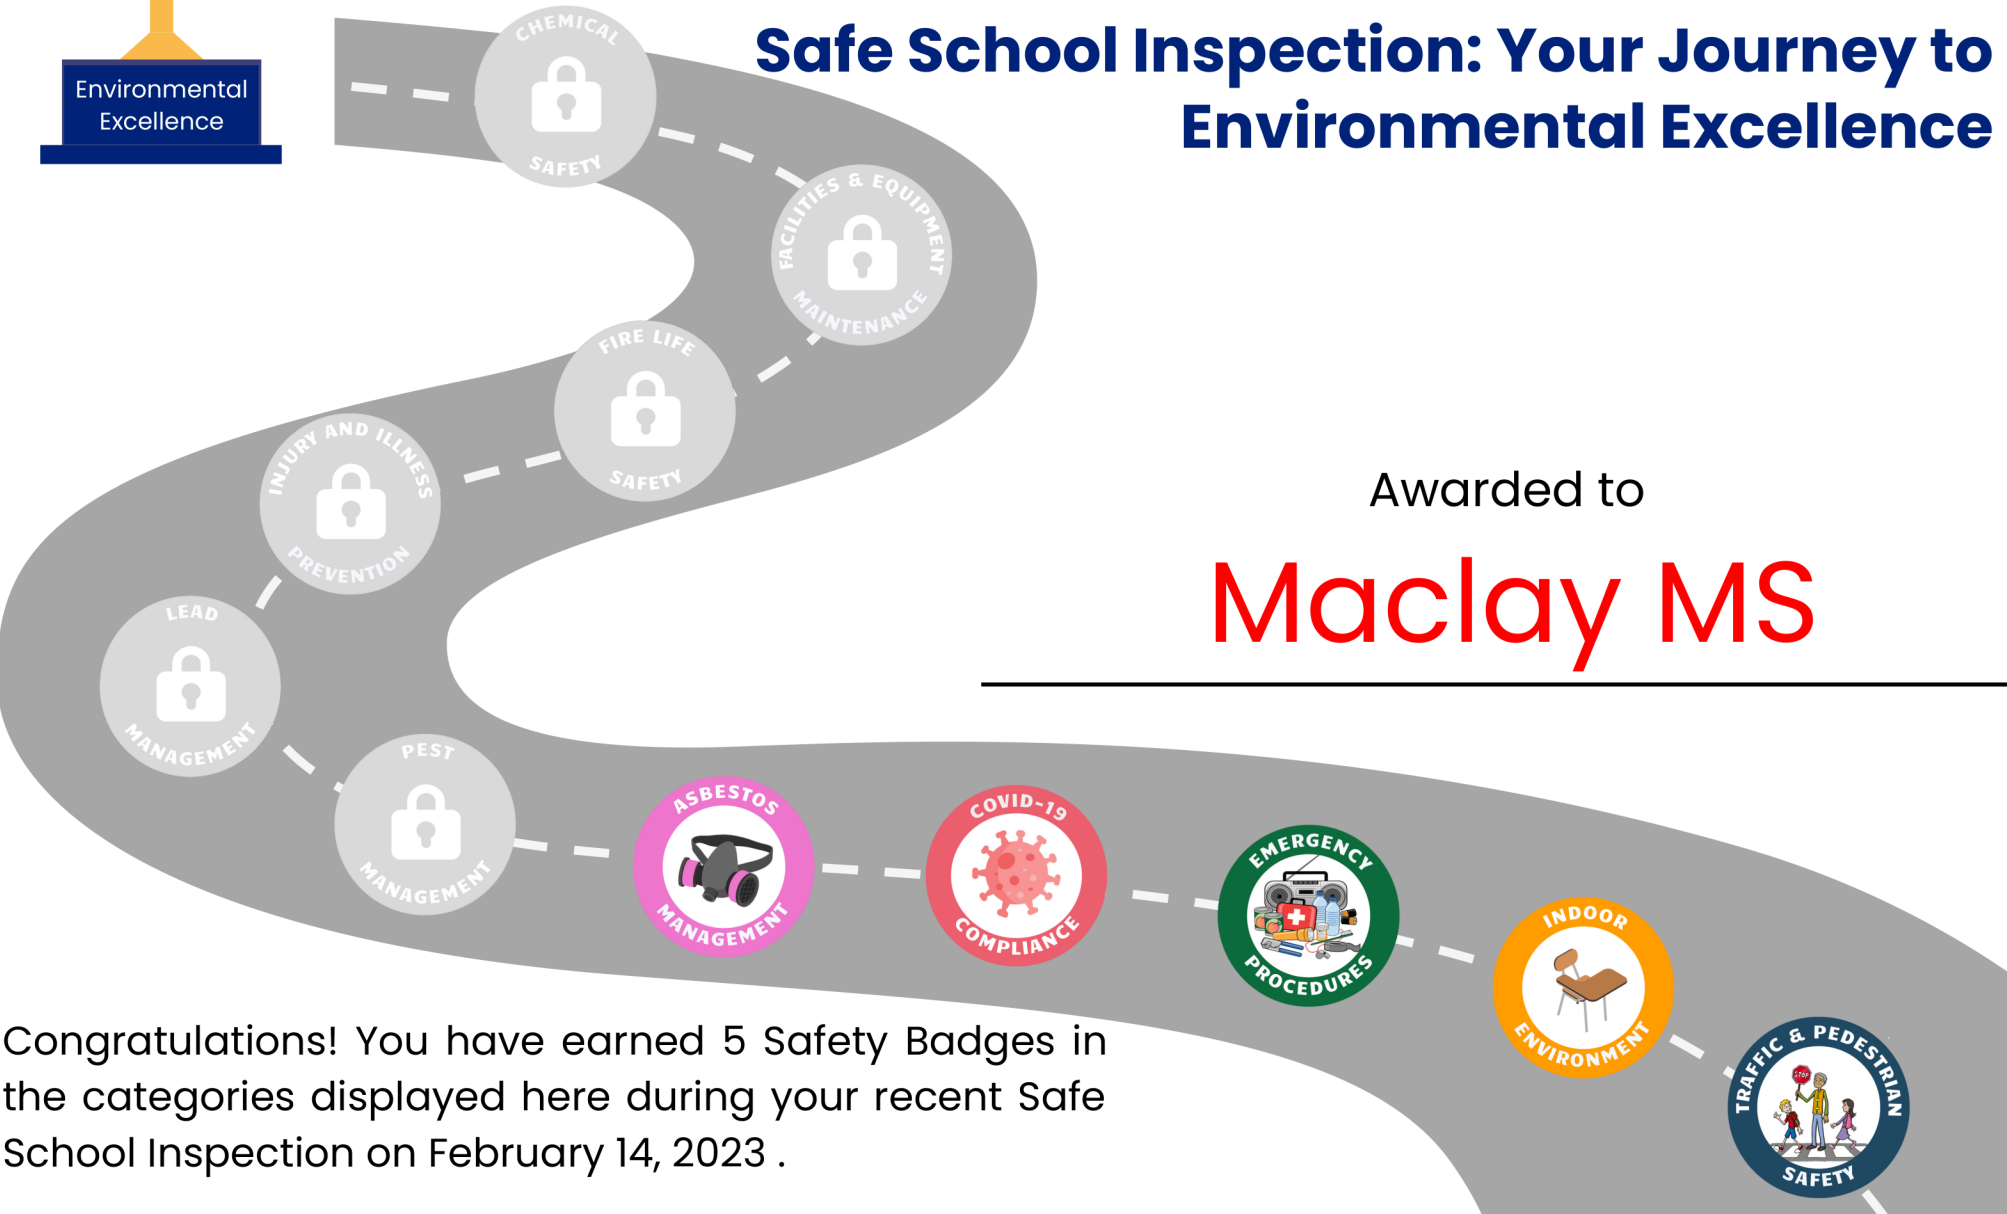 Environmental
Excellence
Safe School Inspection: Your Journey to
Environmental Excellence
CHEMICAL
SAFETY
FACILITIES & EQUIPMENT
MAINTENANCE
FIRE LIFE
SAFETY
INJURY AND ILLNESS
PREVENTION
LEAD
MANAGEMENT
PEST
MANAGEMENT
ASBESTOS
MANAGEMENT
COVID-19
COMPLIANCE
EMERGENCY
PROCEDURES
INDOOR
ENVIRONMENT
TRAFFIC & PEDESTRIAN
STOP
SAFETY
Awarded to
Maclay MS
Congratulations! You have earned 5 Safety Badges in
the categories displayed here during your recent Safe
School Inspection on February 14, 2023 .